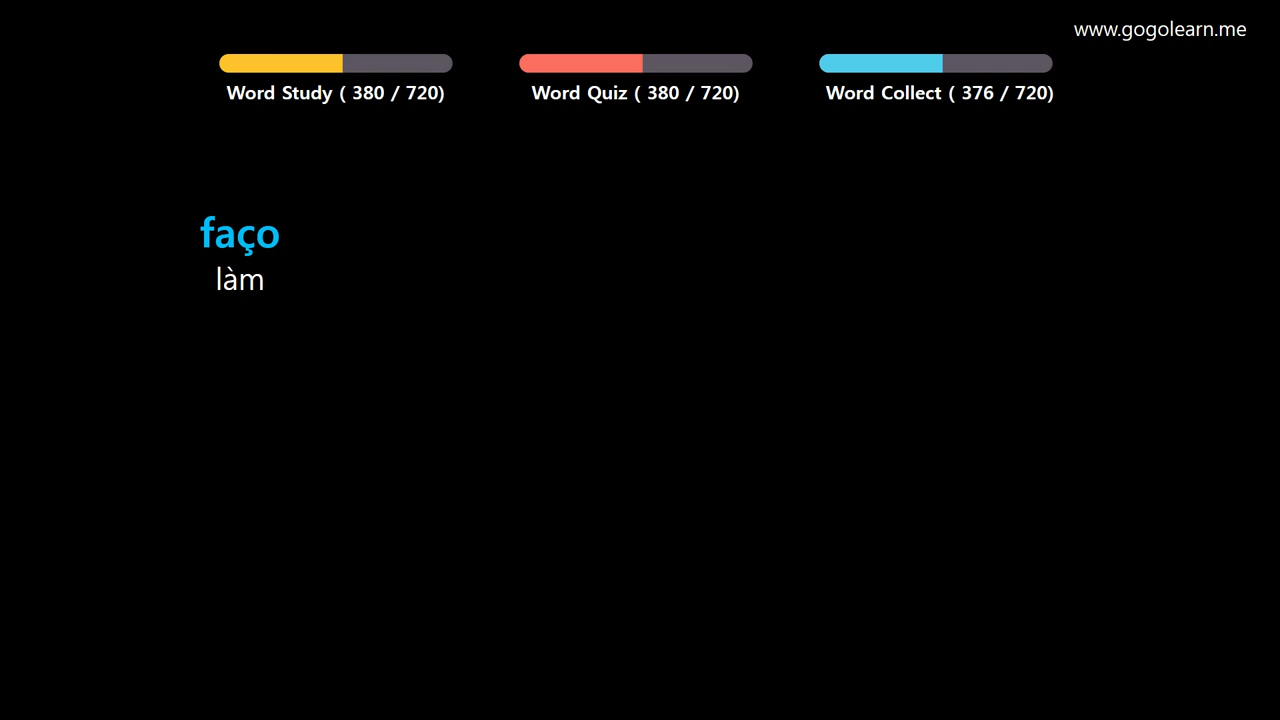 www.gogolearn.me
Word Study ( 380 / 720)
Word Quiz ( 380 / 720)
Word Collect ( 376 / 720)
faço
làm